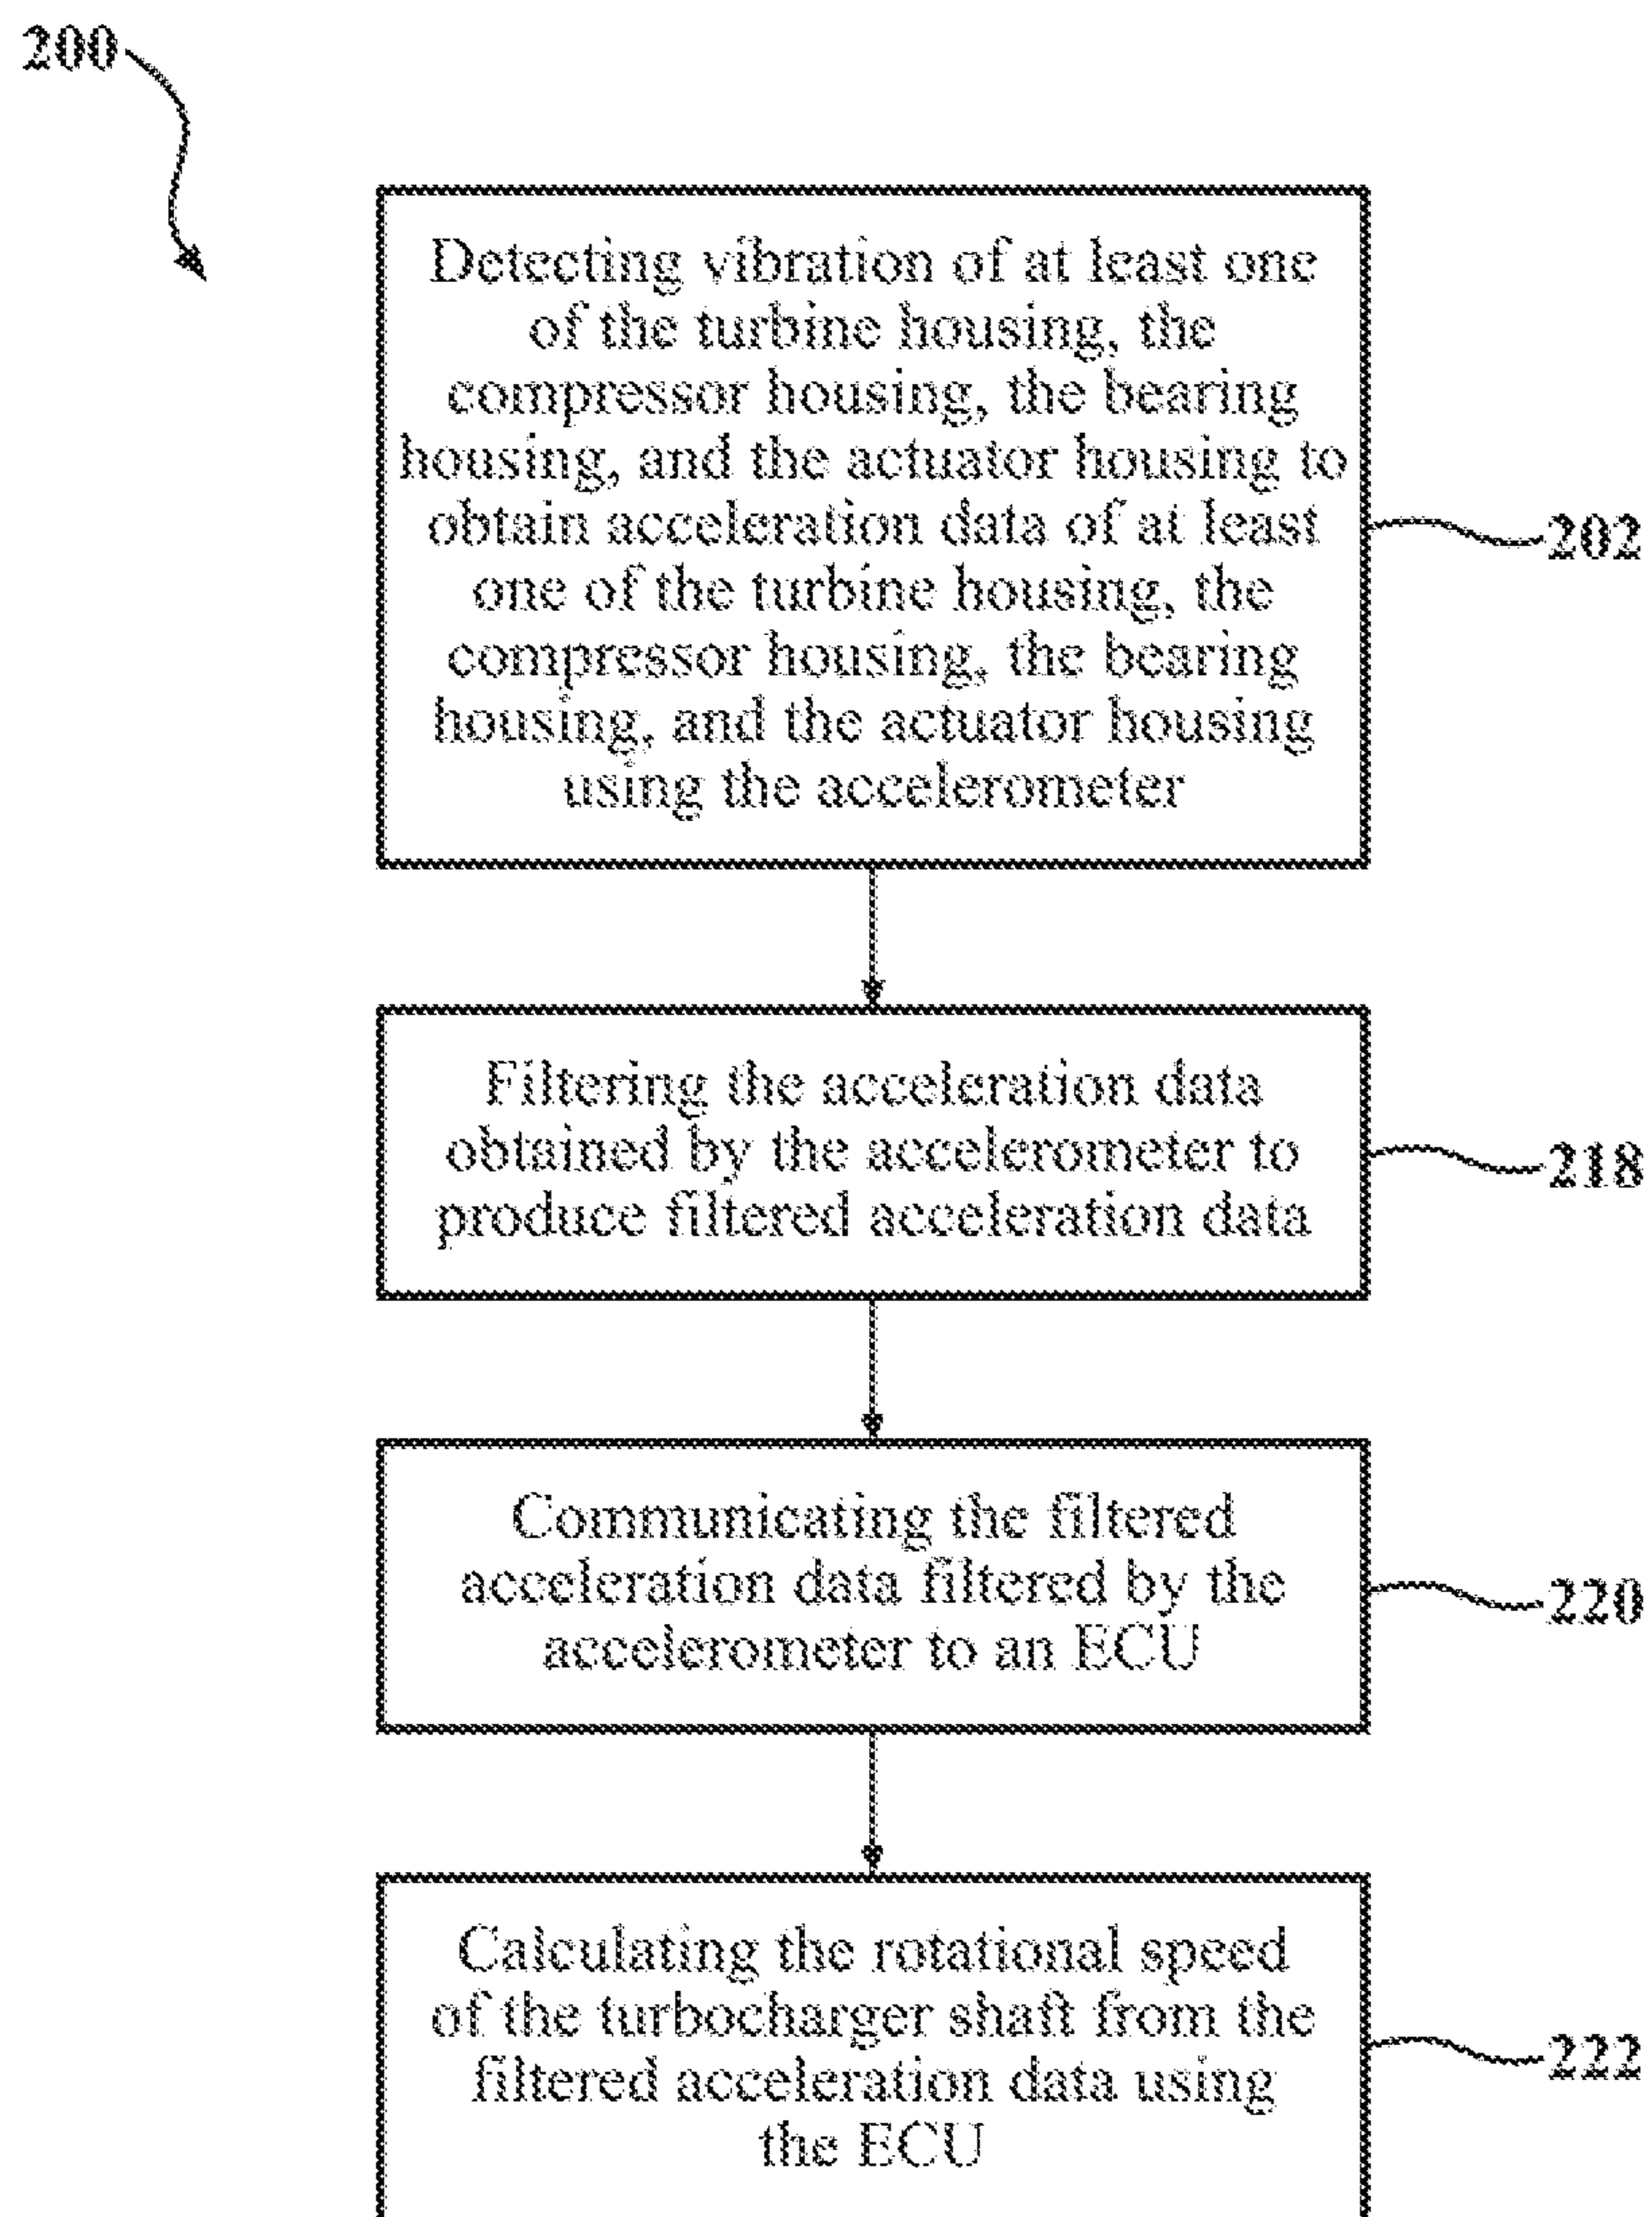 200
Detecting vibration of at least one
of the turbine housing, the
compressor housing, the bearing
housing, and the actuator housing to
obtain acceleration data of at least
one of the turbine housing, the
compressor housing, the bearing
housing, and the actuator housing
using the accelerometer
202
Filtering the acceleration data
obtained by the accelerometer to
produce filtered acceleration data
218
Communicating the filtered
acceleration data filtered by the
accelerometer to an ECU
220
Calculating the rotational speed
of the turbocharger shaft from the
filtered acceleration data using
the ECU
222